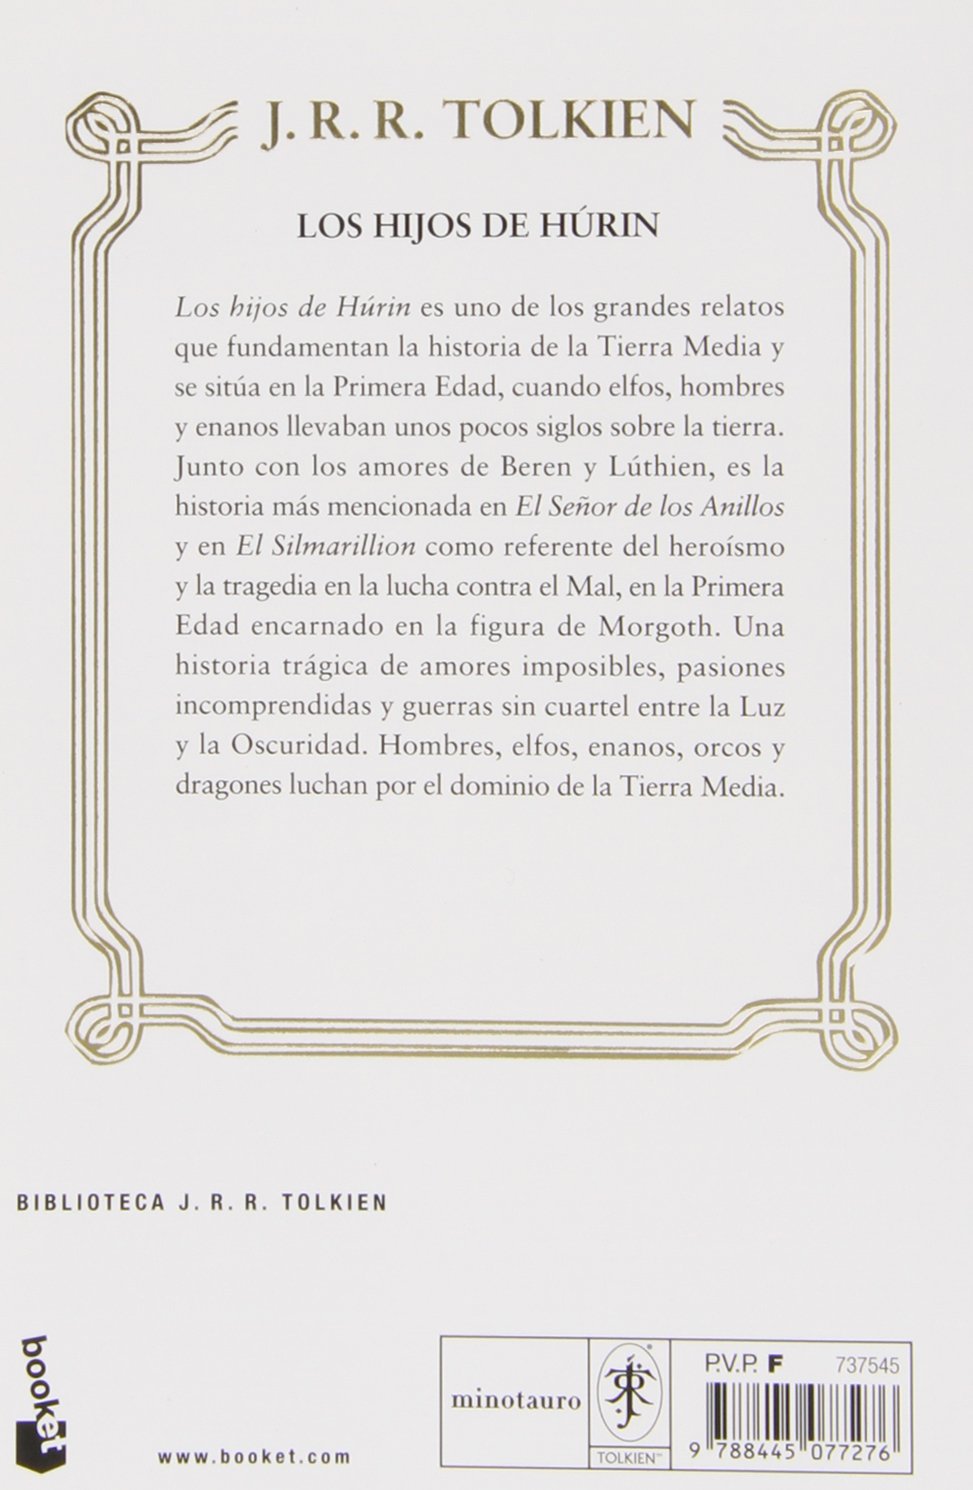 J. R. R. TOLKIEN
LOS HIJOS DE HÚRIN
Los hijos de Húrin es uno de los grandes relatos
que fundamentan la historia de la Tierra Media y
se sitúa en la Primera Edad, cuando elfos, hombres
y enanos llevaban unos pocos siglos sobre la tierra.
Junto con los amores de Beren y Lúthien, es la
historia más mencionada en El Señor de los Anillos
y en El Silmarillion como referente del heroísmo
y la tragedia en la lucha contra el Mal, en la Primera
Edad encarnado en la figura de Morgoth. Una
historia trágica de amores imposibles, pasiones
incomprendidas y guerras sin cuartel entre la Luz
y la Oscuridad. Hombres, elfos, enanos, orcos y
dragones luchan por el dominio de la Tierra Media.
BIBLIOTECA J. R. R. TOLKIEN
booket
www.booket.com
minotauro
TOLKIEN™
P.V.P. F 737545
9 788445 077276